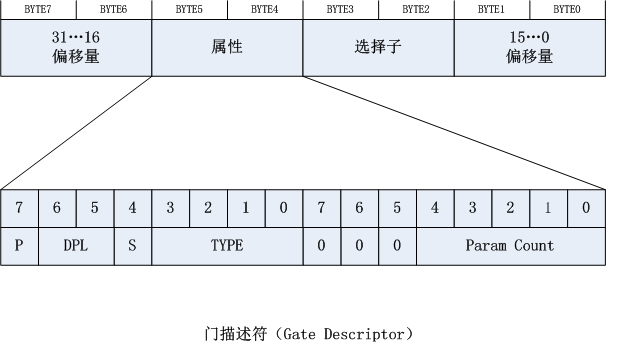 BYTE7 BYTE6 BYTE5 BYTE4 BYTE3 BYTE2 BYTE1 BYTE0
31…16 偏移量 属性 选择子 15…0 偏移量
7 6 5 4 3 2 1 0 7 6 5 4 3 2 1 0
P DPL S TYPE 0 0 0 Param Count
门描述符（Gate Descriptor）